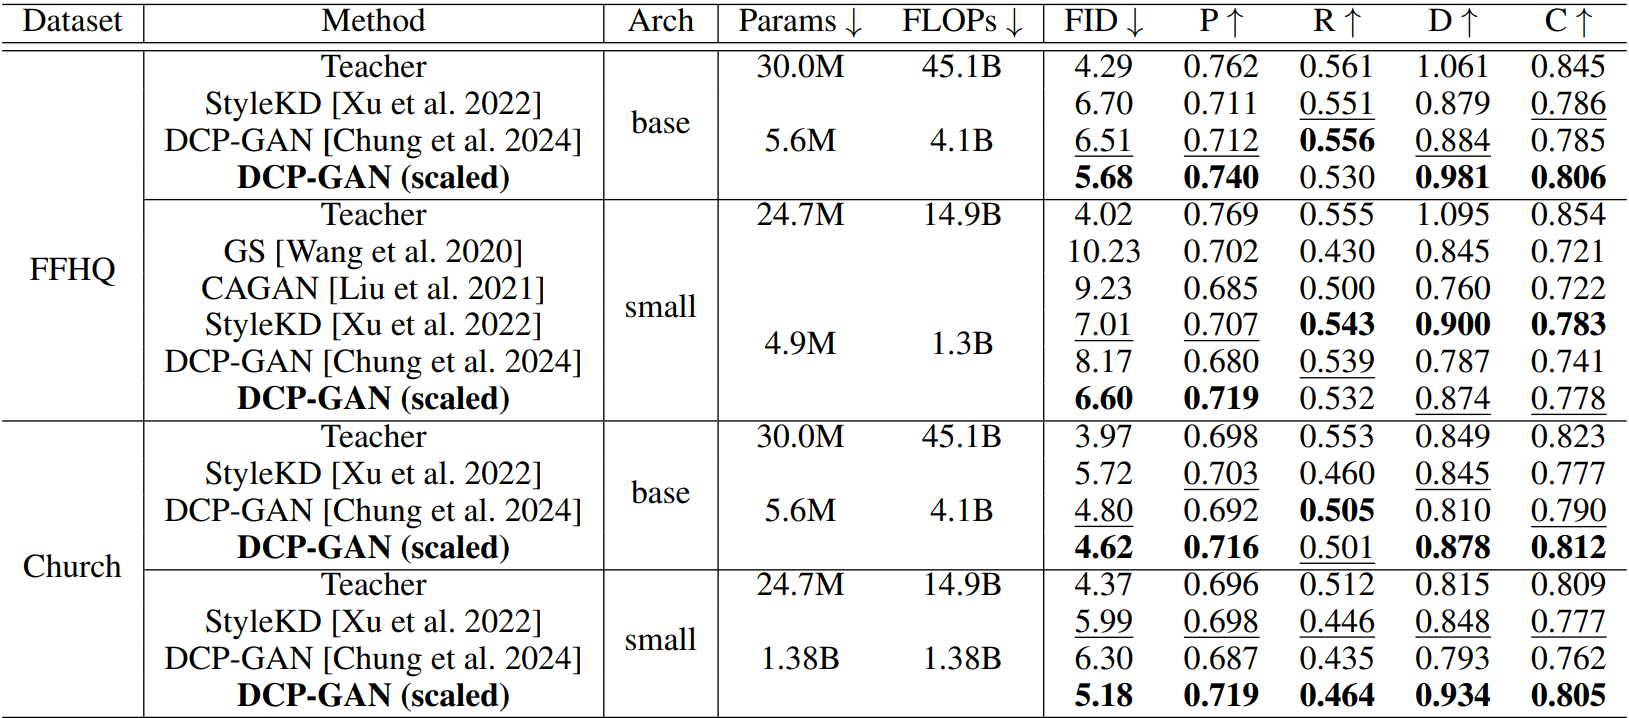 Dataset Method Arch Params ↓ FLOPs ↓ FID ↓ P ↑ R ↑ D ↑ C ↑
FFHQ
base
Teacher 30.0M 45.1B 4.29 0.762 0.561 1.061 0.845
StyleKD [Xu et al. 2022] 6.70 0.711 0.551 0.879 0.786
DCP-GAN [Chung et al. 2024] 5.6M 4.1B 6.51 0.712 0.556 0.884 0.785
DCP-GAN (scaled) 5.68 0.740 0.530 0.981 0.806
small
Teacher 24.7M 14.9B 4.02 0.769 0.555 1.095 0.854
GS [Wang et al. 2020] 10.23 0.702 0.430 0.845 0.721
CAGAN [Liu et al. 2021] 9.23 0.685 0.500 0.760 0.722
StyleKD [Xu et al. 2022] 7.01 0.707 0.543 0.900 0.783
4.9M 1.3B
DCP-GAN [Chung et al. 2024] 8.17 0.680 0.539 0.787 0.741
DCP-GAN (scaled) 6.60 0.719 0.532 0.874 0.778
Church
base
Teacher 30.0M 45.1B 3.97 0.698 0.553 0.849 0.823
StyleKD [Xu et al. 2022] 5.72 0.703 0.460 0.845 0.777
DCP-GAN [Chung et al. 2024] 5.6M 4.1B 4.80 0.692 0.505 0.810 0.790
DCP-GAN (scaled) 4.62 0.716 0.501 0.878 0.812
small
Teacher 24.7M 14.9B 4.37 0.696 0.512 0.815 0.809
StyleKD [Xu et al. 2022] 5.99 0.698 0.446 0.848 0.777
DCP-GAN [Chung et al. 2024] 1.38B 1.38B 6.30 0.687 0.435 0.793 0.762
DCP-GAN (scaled) 5.18 0.719 0.464 0.934 0.805